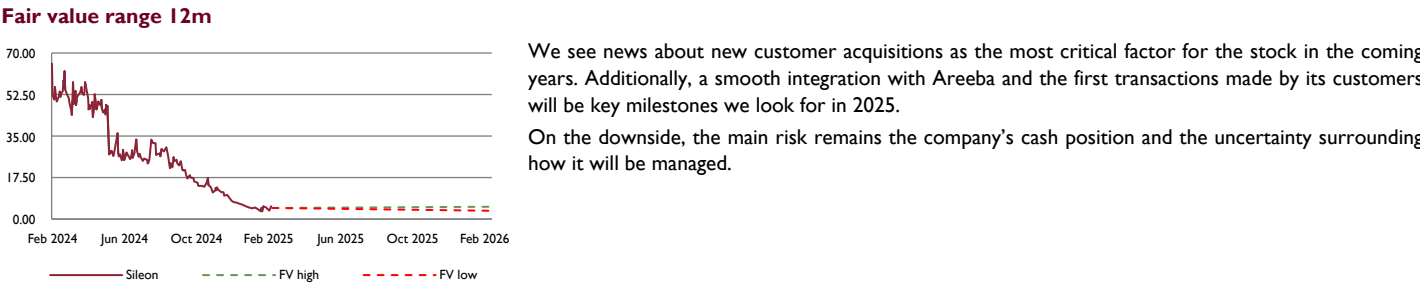 Fair value range 12m
70.00
52.50
35.00
17.50
0.00
Feb 2024 Jun 2024 Oct 2024 Feb 2025 Jun 2025 Oct 2025 Feb 2026
Sileon FV high FV low
We see news about new customer acquisitions as the most critical factor for the stock in the coming
years. Additionally, a smooth integration with Areeba and the first transactions made by its customers
will be key milestones we look for in 2025.
On the downside, the main risk remains the company’s cash position and the uncertainty surrounding
how it will be managed.